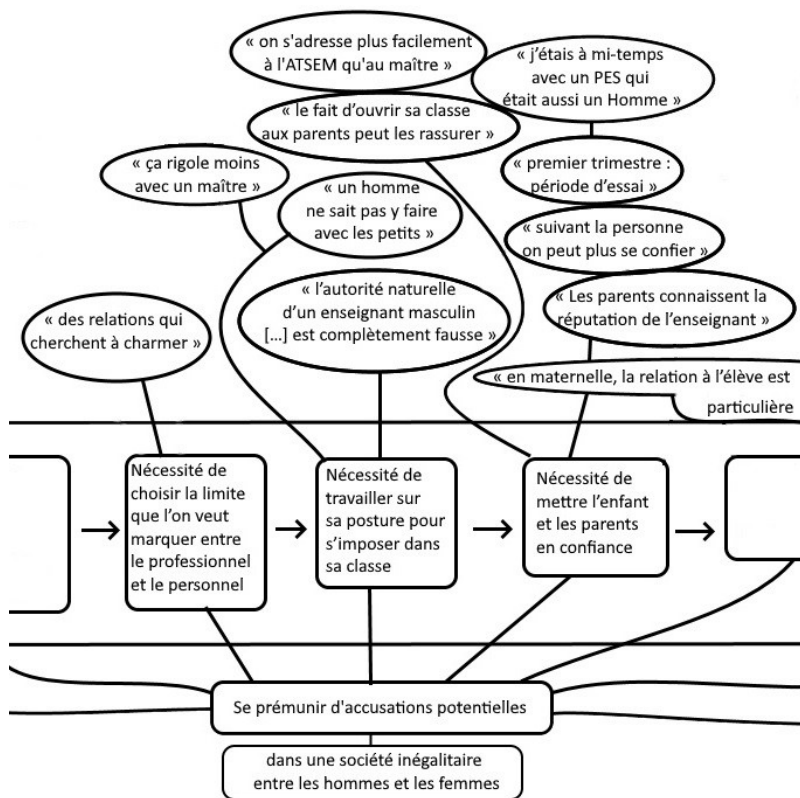 « on s'adresse plus facilement
à l'ATSEM qu'au maître »
« j'étais à mi-temps
avec un PES qui
était aussi un Homme »
« le fait d'ouvrir sa classe
aux parents peut les rassurer »
« ça rigole moins
avec un maître »
« premier trimestre :
période d'essai »
« un homme
ne sait pas y faire
avec les petits »
« suivant la personne
on peut plus se confier »
« l'autorité naturelle
d'un enseignant masculin
[...] est complètement fausse »
« Les parents connaissent la
réputation de l'enseignant »
« des relations qui
cherchent à charmer »
« en maternelle, la relation à l'élève est
particulière
Nécessité de
choisir la limite
que l'on veut
marquer entre
le professionnel
et le personnel
Nécessité de
travailler sur
sa posture pour
s'imposer dans
sa classe
Nécessité de
mettre l'enfant
et les parents
en confiance
Se prémunir d'accusations potentielles
dans une société inégalitaire
entre les hommes et les femmes